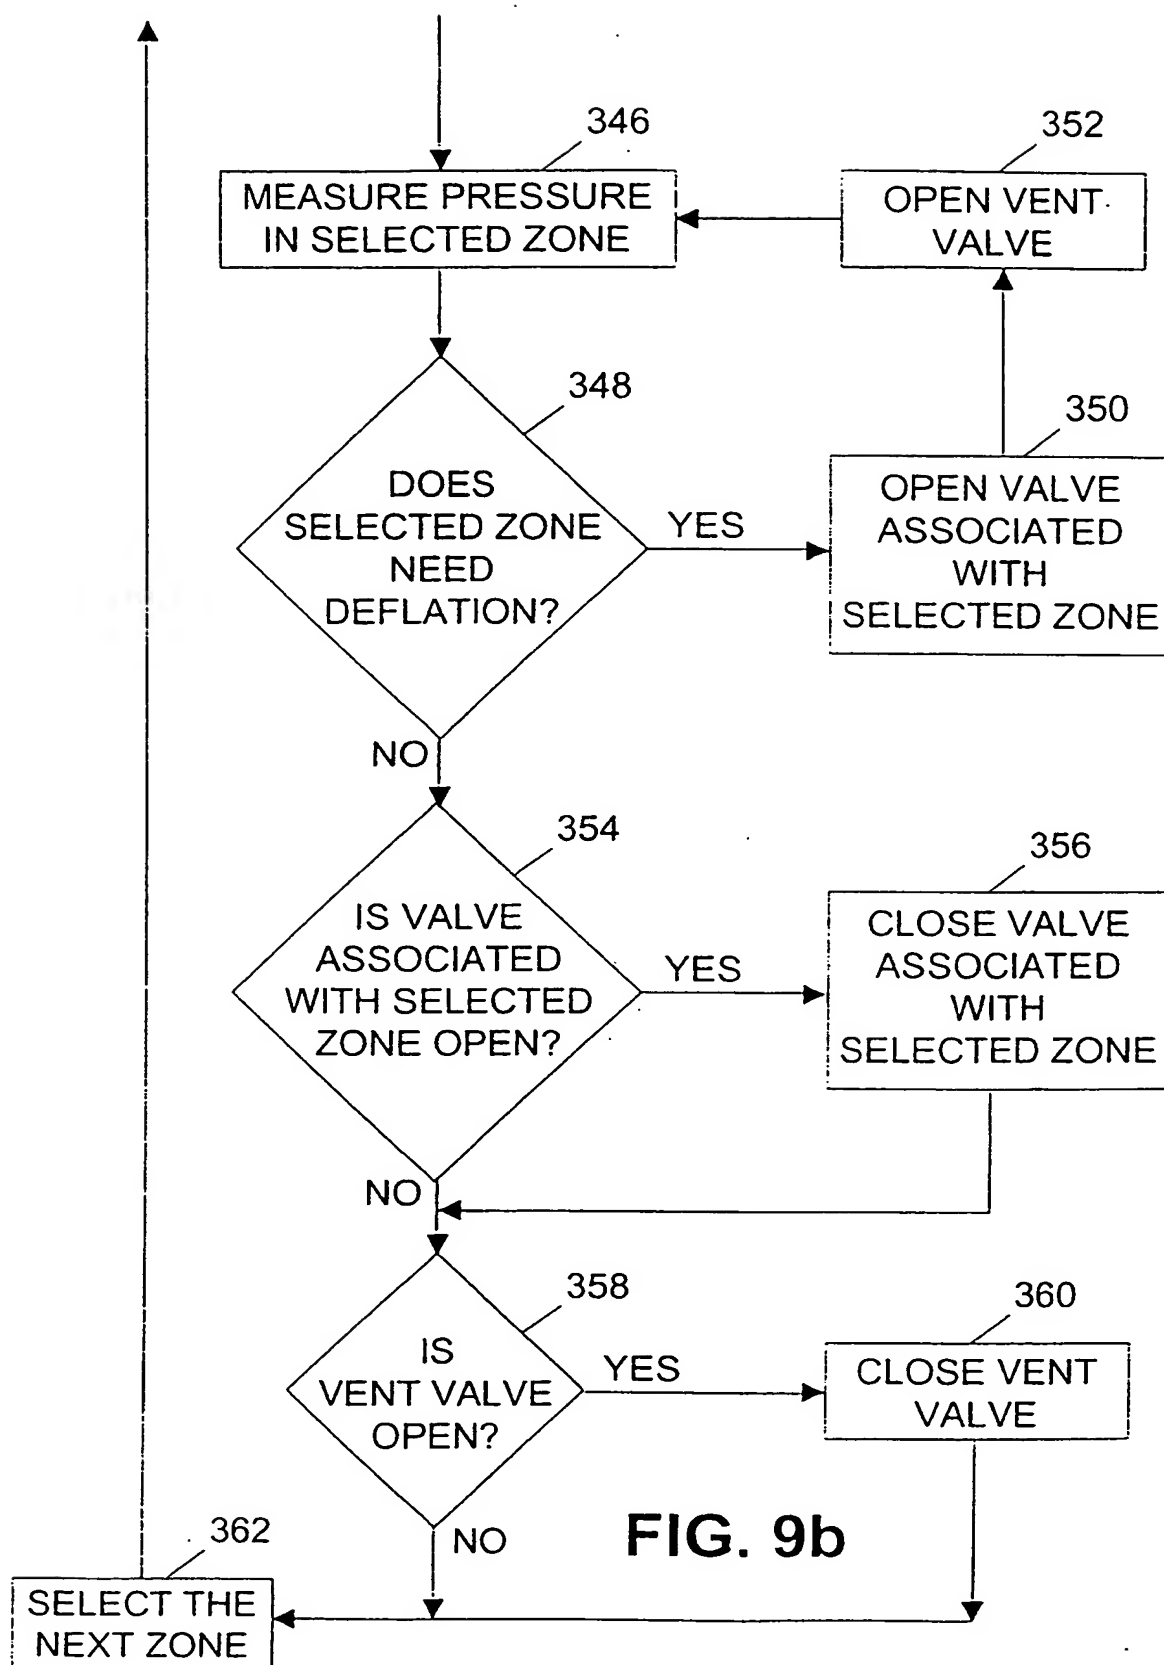 346
MEASURE PRESSURE
IN SELECTED ZONE
352
OPEN VENT
VALVE
348
DOES
SELECTED ZONE
NEED
DEFLATION?
YES
350
OPEN VALVE
ASSOCIATED
WITH
SELECTED ZONE
NO
354
IS VALVE
ASSOCIATED
WITH SELECTED
ZONE OPEN?
YES
356
CLOSE VALVE
ASSOCIATED
WITH
SELECTED ZONE
NO
358
IS
VENT VALVE
OPEN?
YES
360
CLOSE VENT
VALVE
NO
FIG. 9b
362
SELECT THE
NEXT ZONE